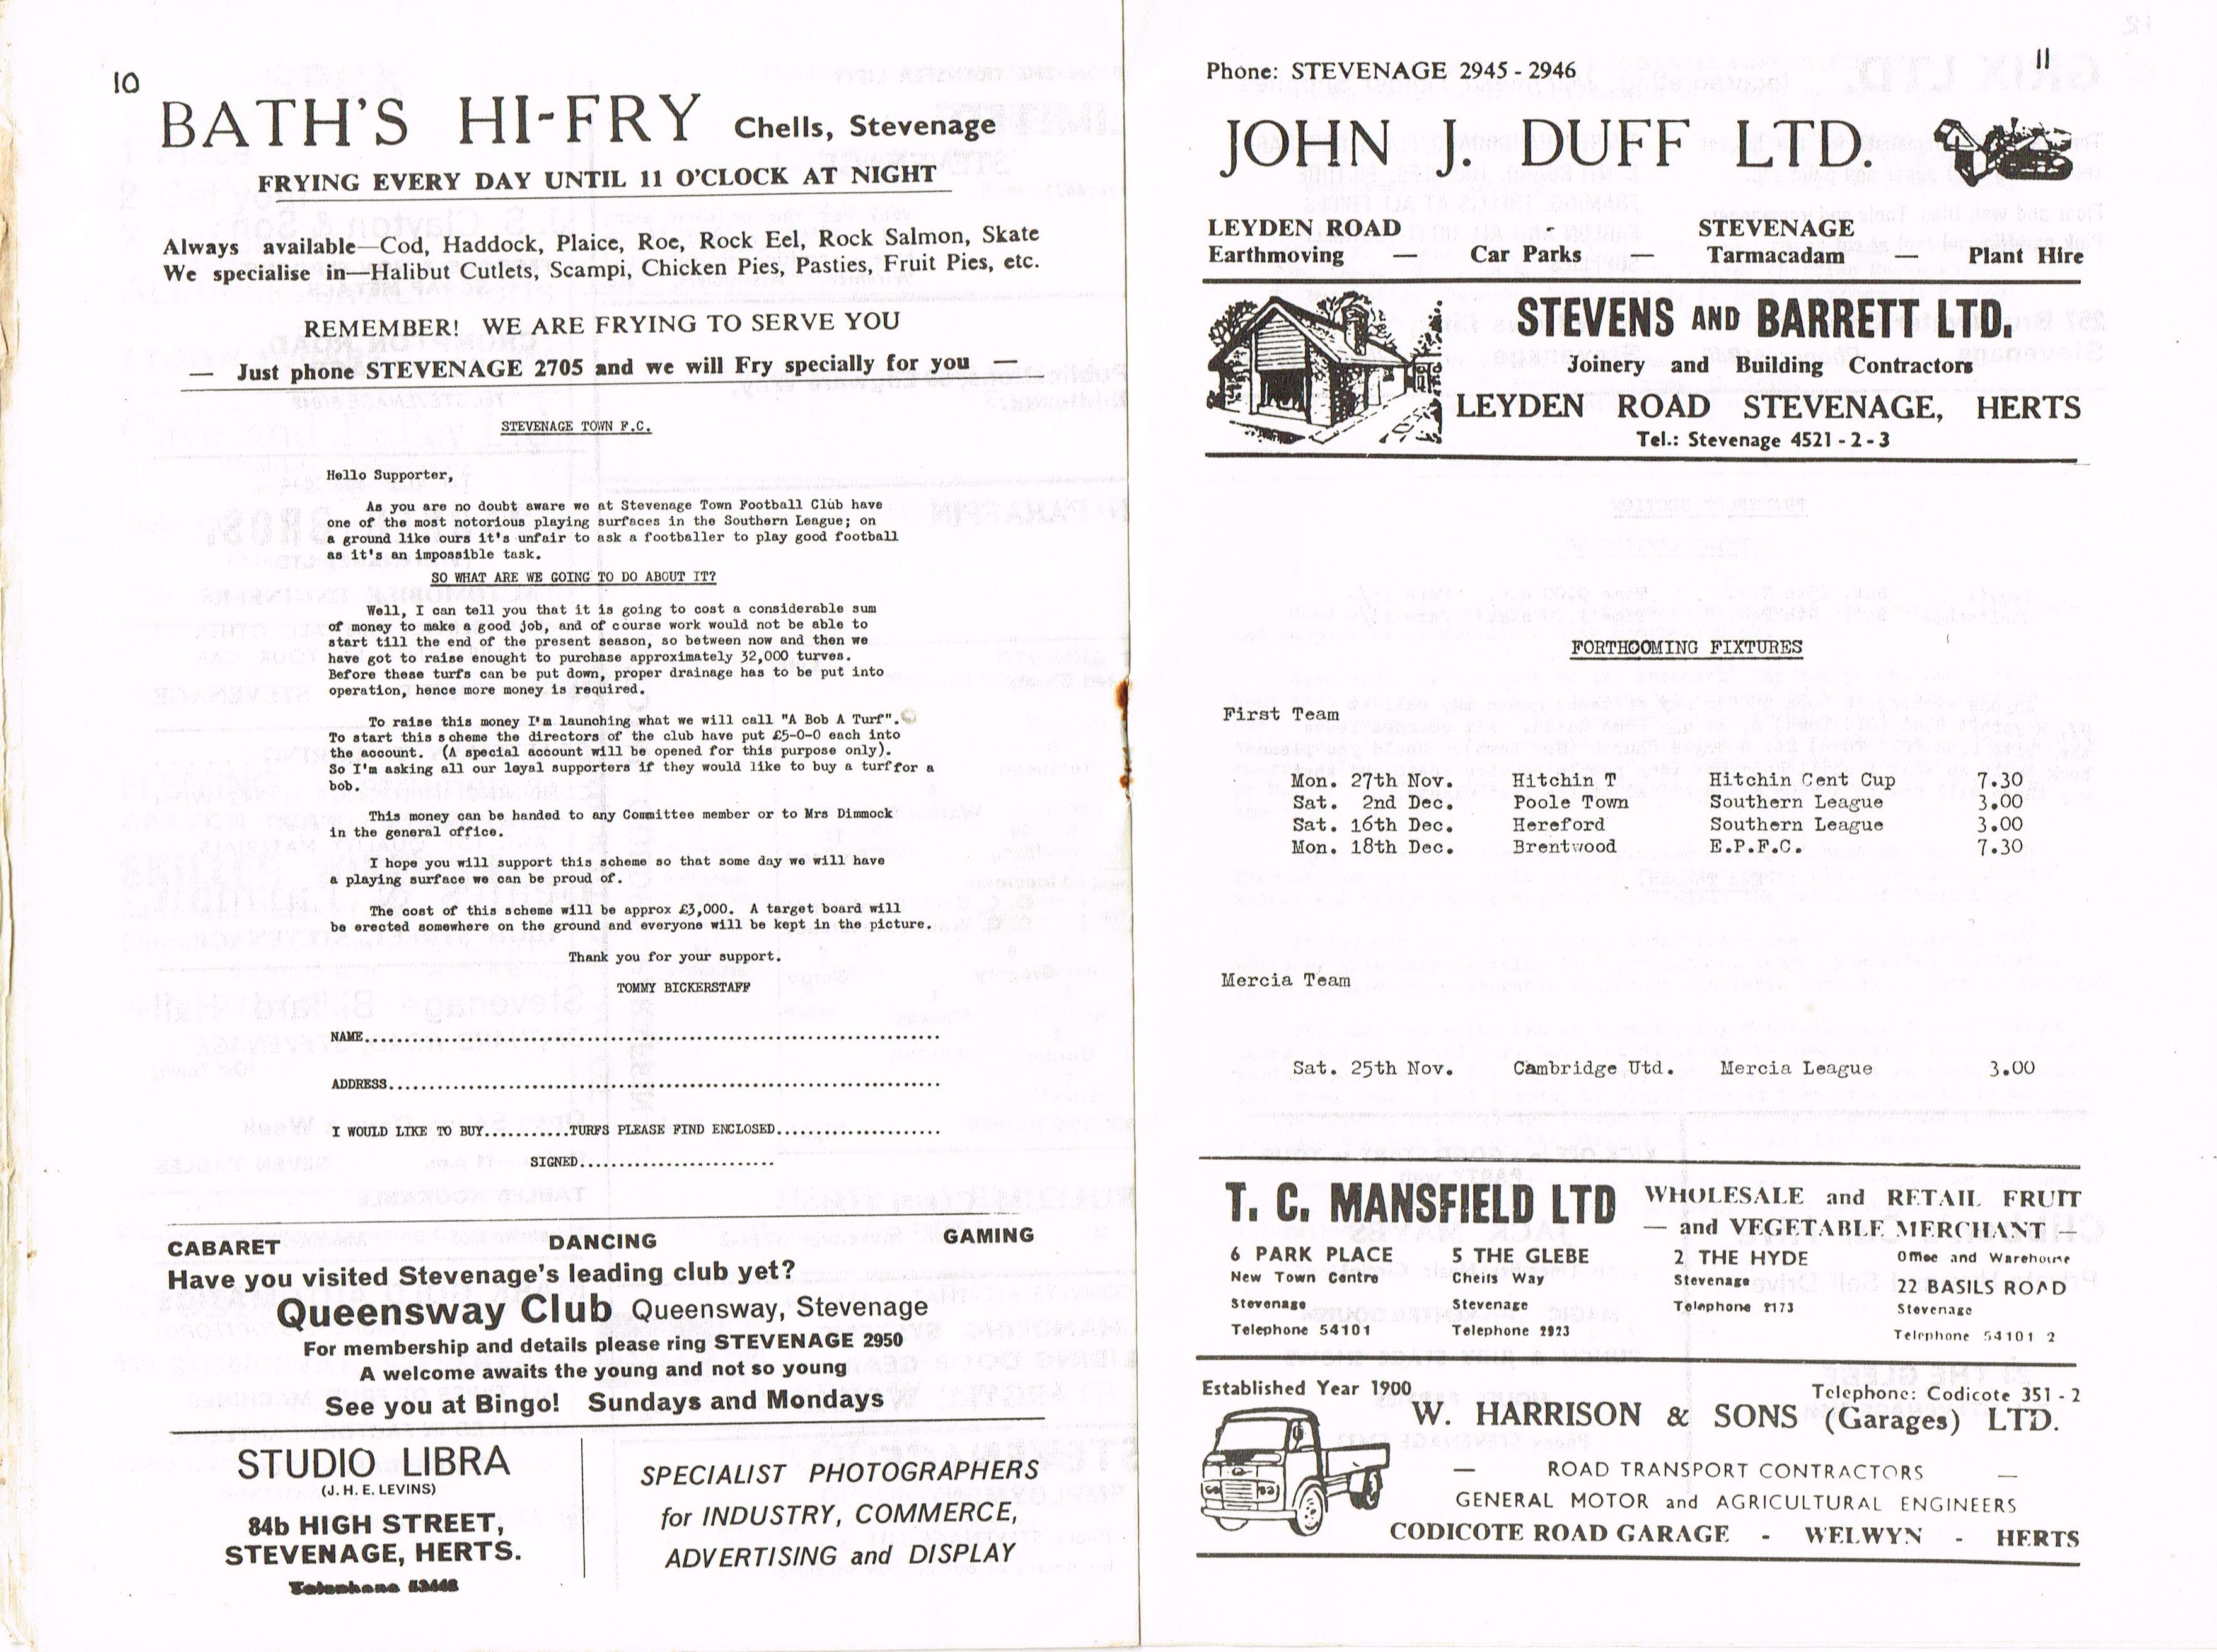 10
BATH'S HI-FRY Chells, Stevenage
FRYING EVERY DAY UNTIL 11 O'CLOCK AT NIGHT
Always available—Cod, Haddock, Plaice, Roe, Rock Eel, Rock Salmon, Skate
We specialise in—Halibut Cutlets, Scampi, Chicken Pies, Pasties, Fruit Pies, etc.
REMEMBER! WE ARE FRYING TO SERVE YOU
— Just phone STEVENAGE 2705 and we will Fry specially for you —
STEVENAGE TOWN F.C.
Hello Supporter,
As you are no doubt aware we at Stevenage Town Football Club have
one of the most notorious playing surfaces in the Southern League; on
a ground like ours it's unfair to ask a footballer to play good football
as it's an impossible task.
SO WHAT ARE WE GOING TO DO ABOUT IT?
Well, I can tell you that it is going to cost a considerable sum
of money to make a good job, and of course work would not be able to
start till the end of the present season, so between now and then we
have got to raise enought to purchase approximately 32,000 turves.
Before these turfs can be put down, proper drainage has to be put into
operation, hence more money is required.
To raise this money I'm launching what we will call "A Bob A Turf".
To start this scheme the directors of the club have put £5-0-0 each into
the account. (A special account will be opened for this purpose only).
So I'm asking all our loyal supporters if they would like to buy a turf for a
bob.
This money can be handed to any Committee member or to Mrs Dimmock
in the general office.
I hope you will support this scheme so that some day we will have
a playing surface we can be proud of.
The cost of this scheme will be approx £3,000. A target board will
be erected somewhere on the ground and everyone will be kept in the picture.
Thank you for your support.
TOMMY BICKERSTAFF
NAME..........................................................................
ADDRESS.......................................................................
I WOULD LIKE TO BUY...........TURFS PLEASE FIND ENCLOSED.....................
SIGNED.........................
CABARET DANCING GAMING
Have you visited Stevenage's leading club yet?
Queensway Club Queensway, Stevenage
For membership and details please ring STEVENAGE 2950
A welcome awaits the young and not so young
See you at Bingo! Sundays and Mondays
STUDIO LIBRA
(J. H. E. LEVINS)
84b HIGH STREET,
STEVENAGE, HERTS.
Telephone
SPECIALIST PHOTOGRAPHERS
for INDUSTRY, COMMERCE,
ADVERTISING and DISPLAY
11
Phone: STEVENAGE 2945 - 2946
JOHN J. DUFF LTD.
LEYDEN ROAD - STEVENAGE
Earthmoving — Car Parks — Tarmacadam — Plant Hire
STEVENS AND BARRETT LTD.
Joinery and Building Contractors
LEYDEN ROAD STEVENAGE, HERTS
Tel.: Stevenage 4521 - 2 - 3
FORTHCOMING FIXTURES
First Team
Mon. 27th Nov. Hitchin T Hitchin Cent Cup 7.30
Sat. 2nd Dec. Poole Town Southern League 3.00
Sat. 16th Dec. Hereford Southern League 3.00
Mon. 18th Dec. Brentwood E.P.F.C. 7.30
Mercia Team
Sat. 25th Nov. Cambridge Utd. Mercia League 3.00
T. C. MANSFIELD LTD WHOLESALE and RETAIL FRUIT
— and VEGETABLE MERCHANT —
6 PARK PLACE
New Town Centre
Stevenage
Telephone 54101
5 THE GLEBE
Chells Way
Stevenage
Telephone 2923
2 THE HYDE
Stevenage
Telephone 2173
Office and Warehouse
22 BASILS ROAD
Stevenage
Telephone 54101 2
Established Year 1900 Telephone: Codicote 351 - 2
W. HARRISON & SONS (Garages) LTD.
— ROAD TRANSPORT CONTRACTORS —
GENERAL MOTOR and AGRICULTURAL ENGINEERS
CODICOTE ROAD GARAGE - WELWYN - HERTS